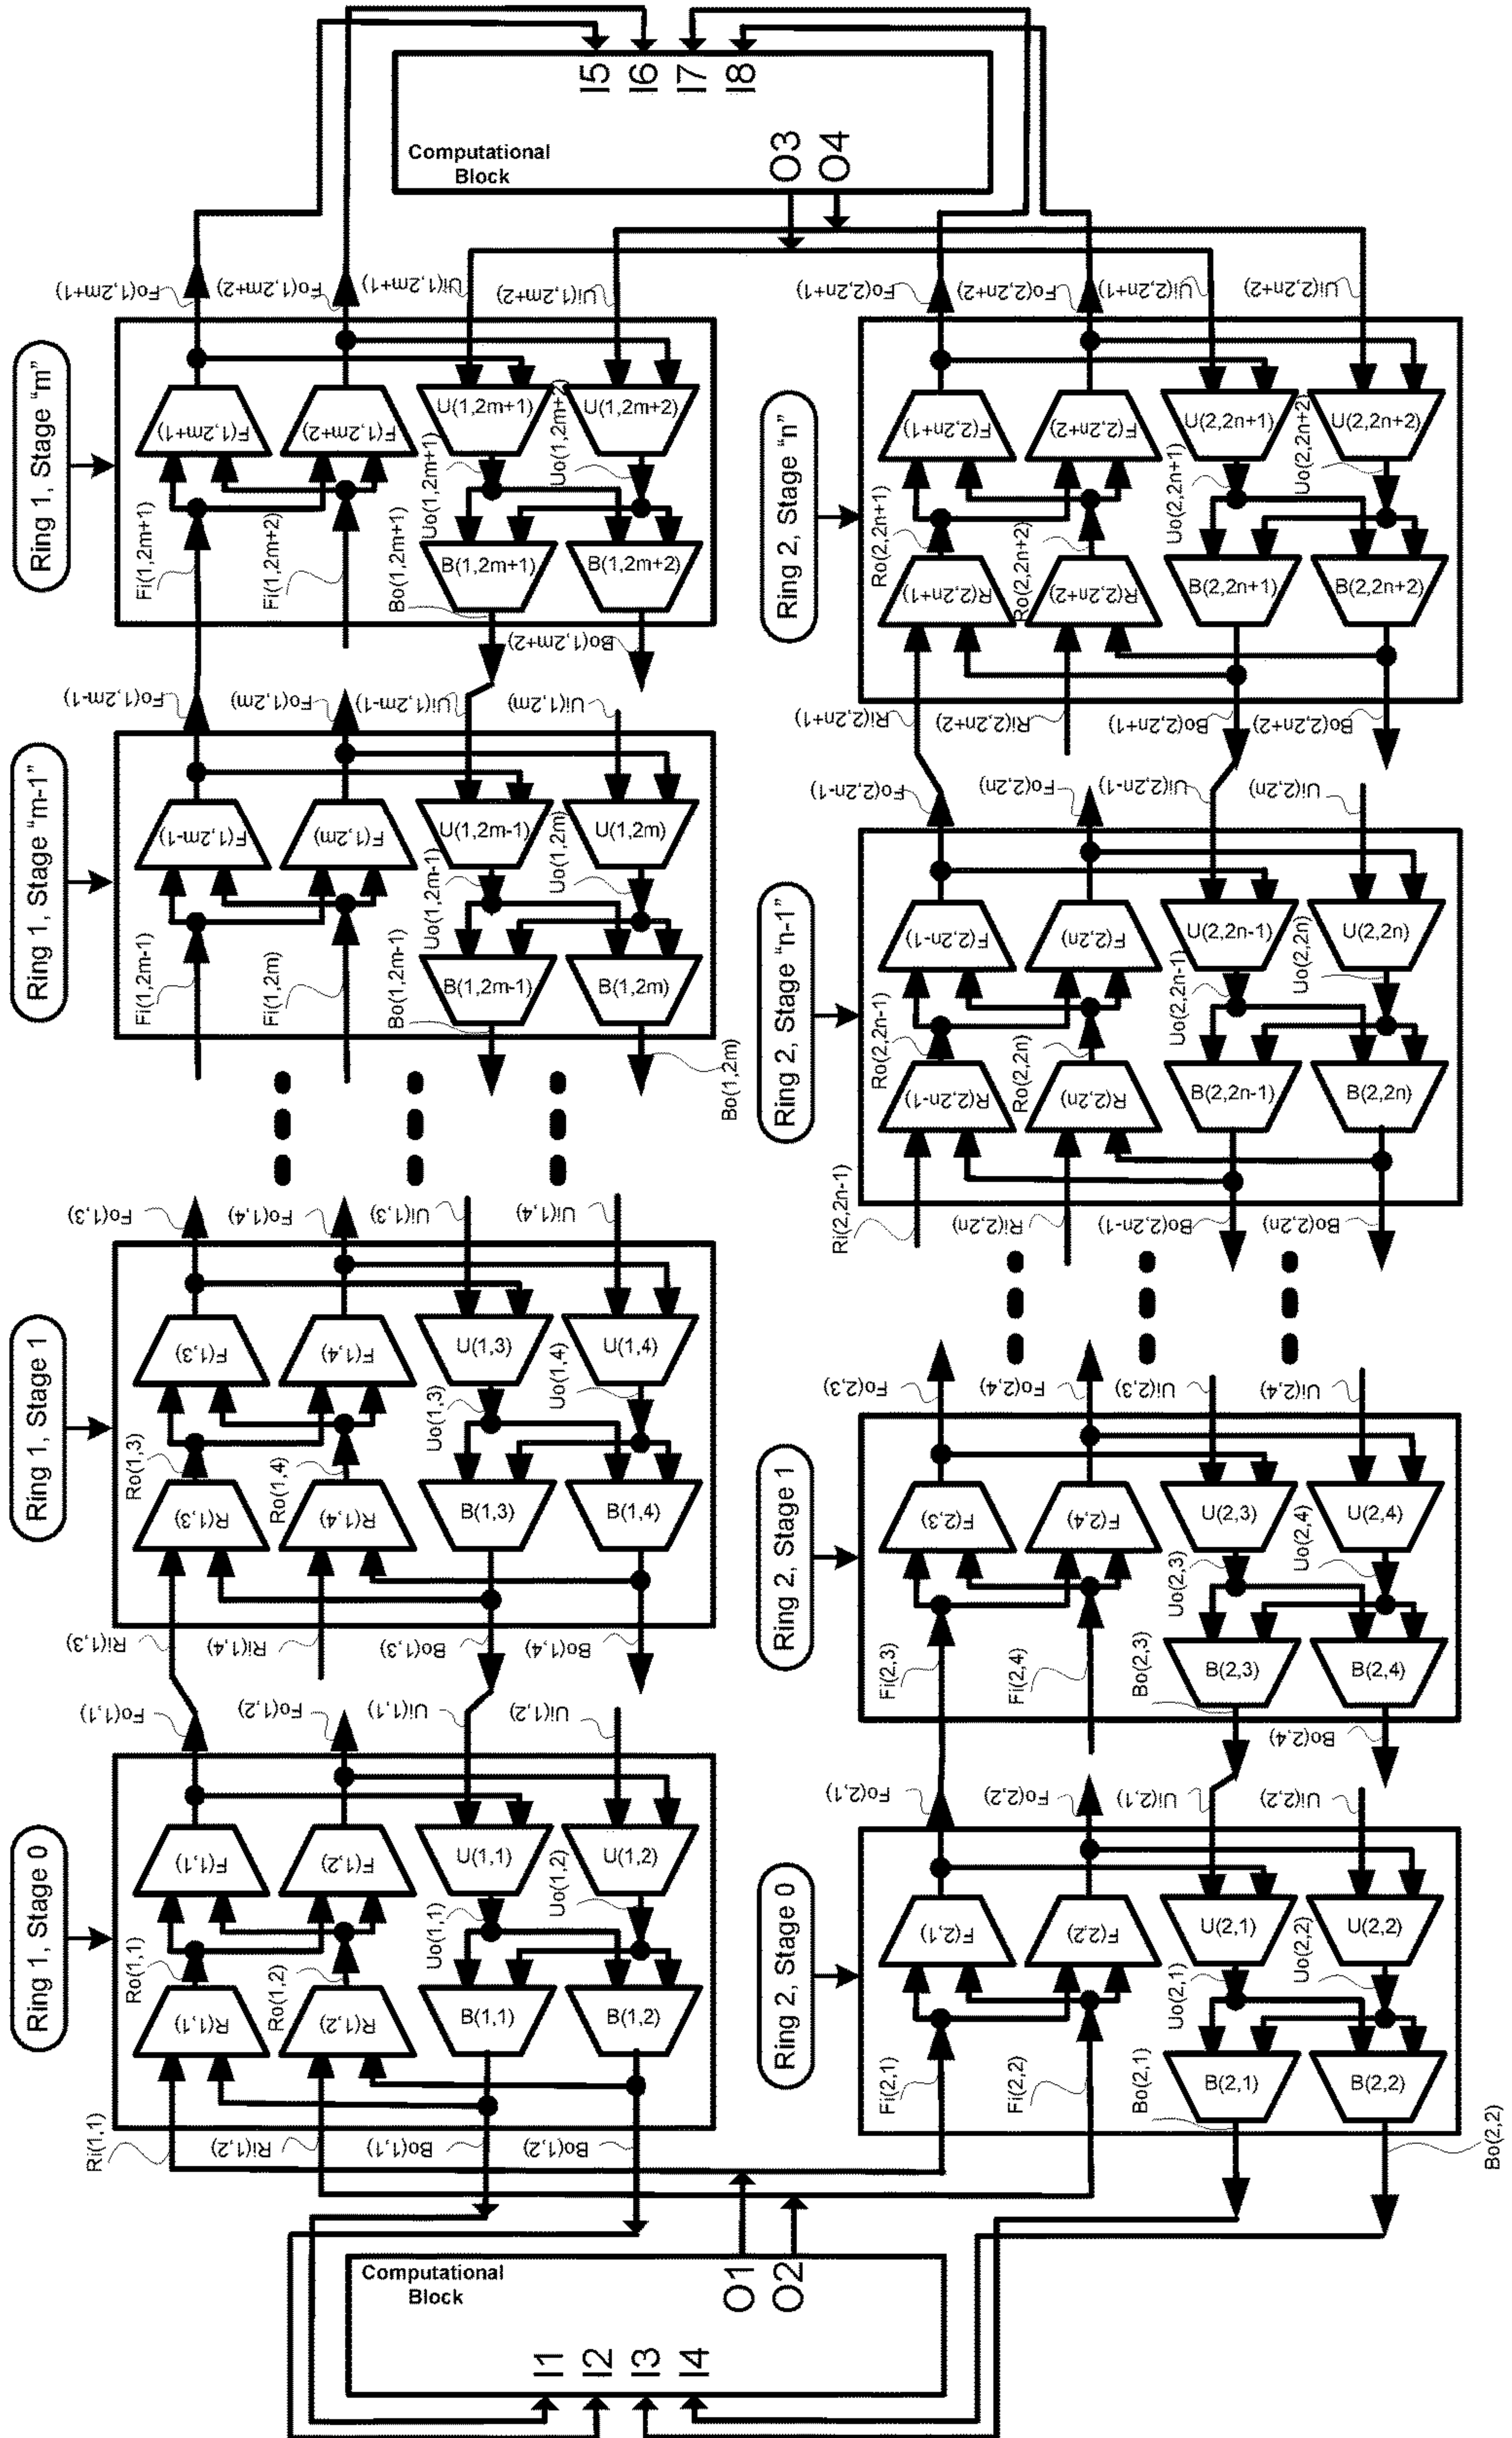 I5
I6
I7
I8
Computational
Block
O3
O4
Ring 1, Stage "m"
Fo(1,2m+1)
Fo(1,2m+2)
Ui(1,2m+1)
Ui(1,2m+2)
F(1,2m+1)
F(1,2m+2)
U(1,2m+1)
U(1,2m+2)
Fi(1,2m+1)
Fi(1,2m+2)
Uo(1,2m+1)
Uo(1,2m+2)
B(1,2m+1)
B(1,2m+2)
Bo(1,2m+1)
Bo(1,2m+2)
Ring 1, Stage "m-1"
Fo(1,2m-1)
Fo(1,2m)
Ui(1,2m-1)
Ui(1,2m)
F(1,2m-1)
F(1,2m)
U(1,2m-1)
U(1,2m)
Fi(1,2m-1)
Fi(1,2m)
Uo(1,2m-1)
Uo(1,2m)
B(1,2m-1)
B(1,2m)
Bo(1,2m-1)
Bo(1,2m)
Ring 1, Stage 1
Fo(1,3)
Fo(1,4)
Ui(1,3)
Ui(1,4)
F(1,3)
F(1,4)
U(1,3)
U(1,4)
Ro(1,3)
Ro(1,4)
Uo(1,3)
Uo(1,4)
R(1,3)
R(1,4)
B(1,3)
B(1,4)
Ri(1,3)
Ri(1,4)
Bo(1,3)
Bo(1,4)
Ring 1, Stage 0
Fo(1,1)
Fo(1,2)
Ui(1,1)
Ui(1,2)
F(1,1)
F(1,2)
U(1,1)
U(1,2)
Ro(1,1)
Ro(1,2)
Uo(1,1)
Uo(1,2)
R(1,1)
R(1,2)
B(1,1)
B(1,2)
Ri(1,1)
Ri(1,2)
Bo(1,1)
Bo(1,2)
Ring 2, Stage "n"
Fo(2,2n+1)
Fo(2,2n+2)
Ui(2,2n+1)
Ui(2,2n+2)
F(2,2n+1)
F(2,2n+2)
U(2,2n+1)
U(2,2n+2)
Ro(2,2n+1)
Ro(2,2n+2)
Uo(2,2n+1)
Uo(2,2n+2)
R(2,2n+1)
R(2,2n+2)
B(2,2n+1)
B(2,2n+2)
Ri(2,2n+1)
Ri(2,2n+2)
Bo(2,2n+1)
Bo(2,2n+2)
Ring 2, Stage "n-1"
Fo(2,2n-1)
Fo(2,2n)
Ui(2,2n-1)
Ui(2,2n)
F(2,2n-1)
F(2,2n)
U(2,2n-1)
U(2,2n)
Ro(2,2n-1)
Ro(2,2n)
Uo(2,2n-1)
Uo(2,2n)
R(2,2n-1)
R(2,2n)
B(2,2n-1)
B(2,2n)
Ri(2,2n-1)
Ri(2,2n)
Bo(2,2n-1)
Bo(2,2n)
Ring 2, Stage 1
Fo(2,3)
Fo(2,4)
Ui(2,3)
Ui(2,4)
F(2,3)
F(2,4)
U(2,3)
U(2,4)
Fi(2,3)
Fi(2,4)
Uo(2,3)
Uo(2,4)
B(2,3)
B(2,4)
Bo(2,3)
Bo(2,4)
Ring 2, Stage 0
Fo(2,1)
Fo(2,2)
Ui(2,1)
Ui(2,2)
F(2,1)
F(2,2)
U(2,1)
U(2,2)
Fi(2,1)
Fi(2,2)
Uo(2,1)
Uo(2,2)
B(2,1)
B(2,2)
Bo(2,1)
Bo(2,2)
Computational
Block
O1
O2
I1
I2
I3
I4